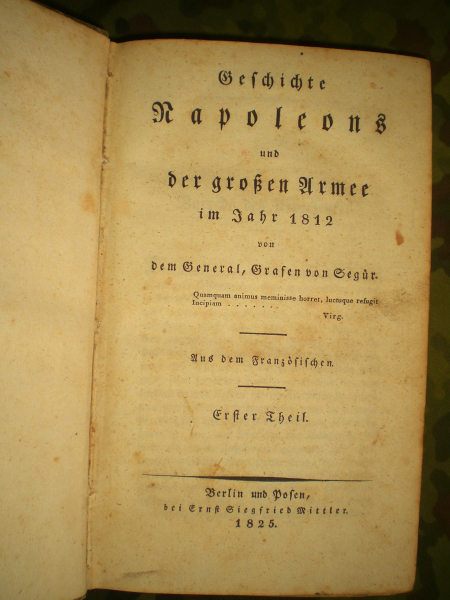 Geschichte
Napoleons
und
der großen Armee
im Jahr 1812
von
dem General, Grafen von Segür.
Quamquam animus meminisse horret, luctuque refugit
Incipiam . . . . . .
Virg.
Aus dem Französischen.
Erster Theil.
Berlin und Posen,
bei Ernst Siegfried Mittler.
1825.